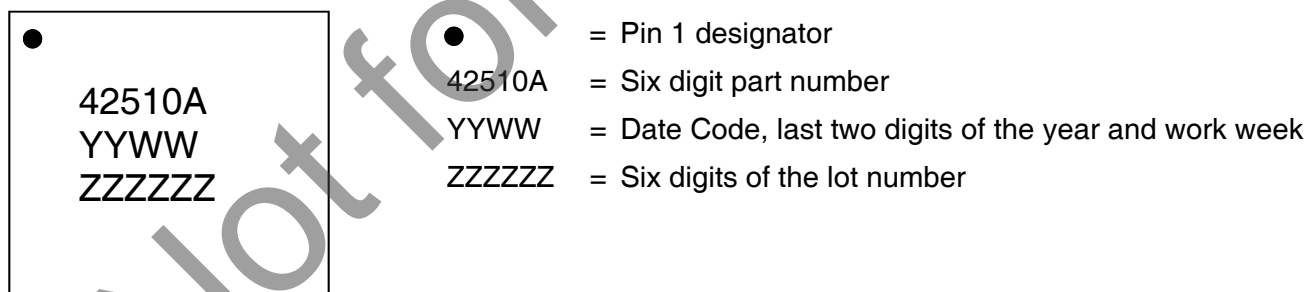 42510A
YYWW
ZZZZZZ
● = Pin 1 designator
42510A = Six digit part number
YYWW = Date Code, last two digits of the year and work week
ZZZZZZ = Six digits of the lot number